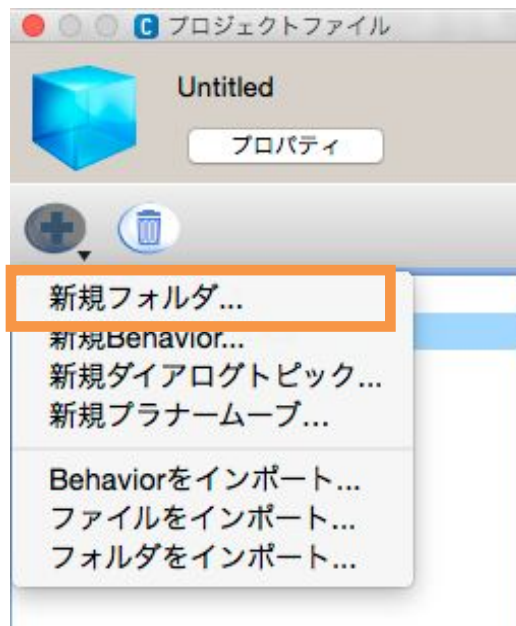 プロジェクトファイル
Untitled
プロパティ
新規フォルダ...
新規Behavior...
新規ダイアログトピック...
新規プラナームーブ...
Behaviorをインポート...
ファイルをインポート...
フォルダをインポート...